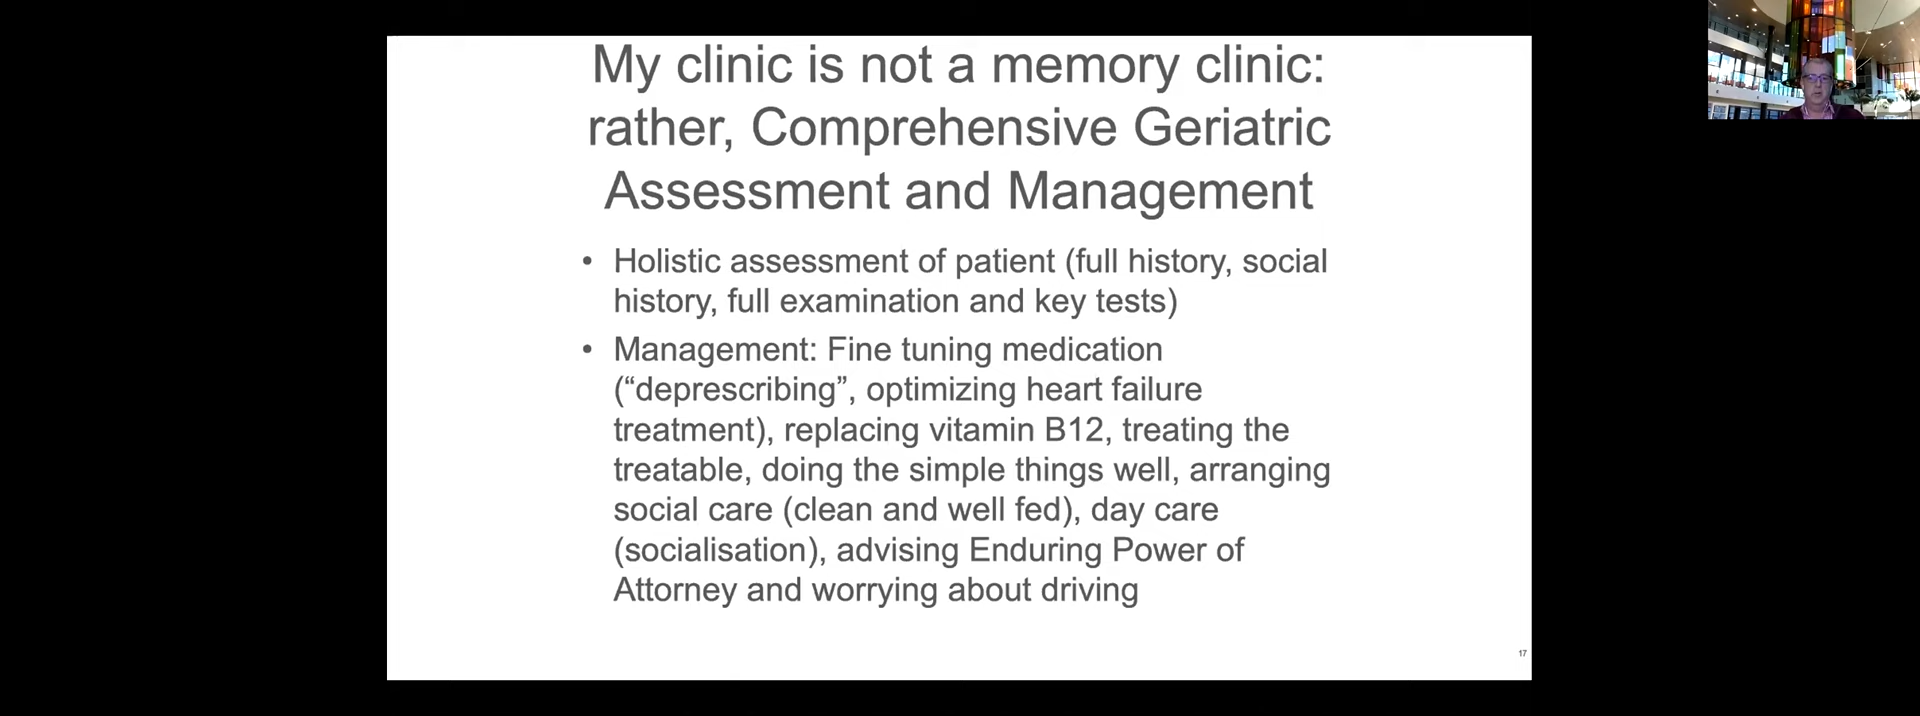 My clinic is not a memory clinic:
rather, Comprehensive Geriatric
Assessment and Management
• Holistic assessment of patient (full history, social
history, full examination and key tests)
• Management: Fine tuning medication
(“deprescribing”, optimizing heart failure
treatment), replacing vitamin B12, treating the
treatable, doing the simple things well, arranging
social care (clean and well fed), day care
(socialisation), advising Enduring Power of
Attorney and worrying about driving
17